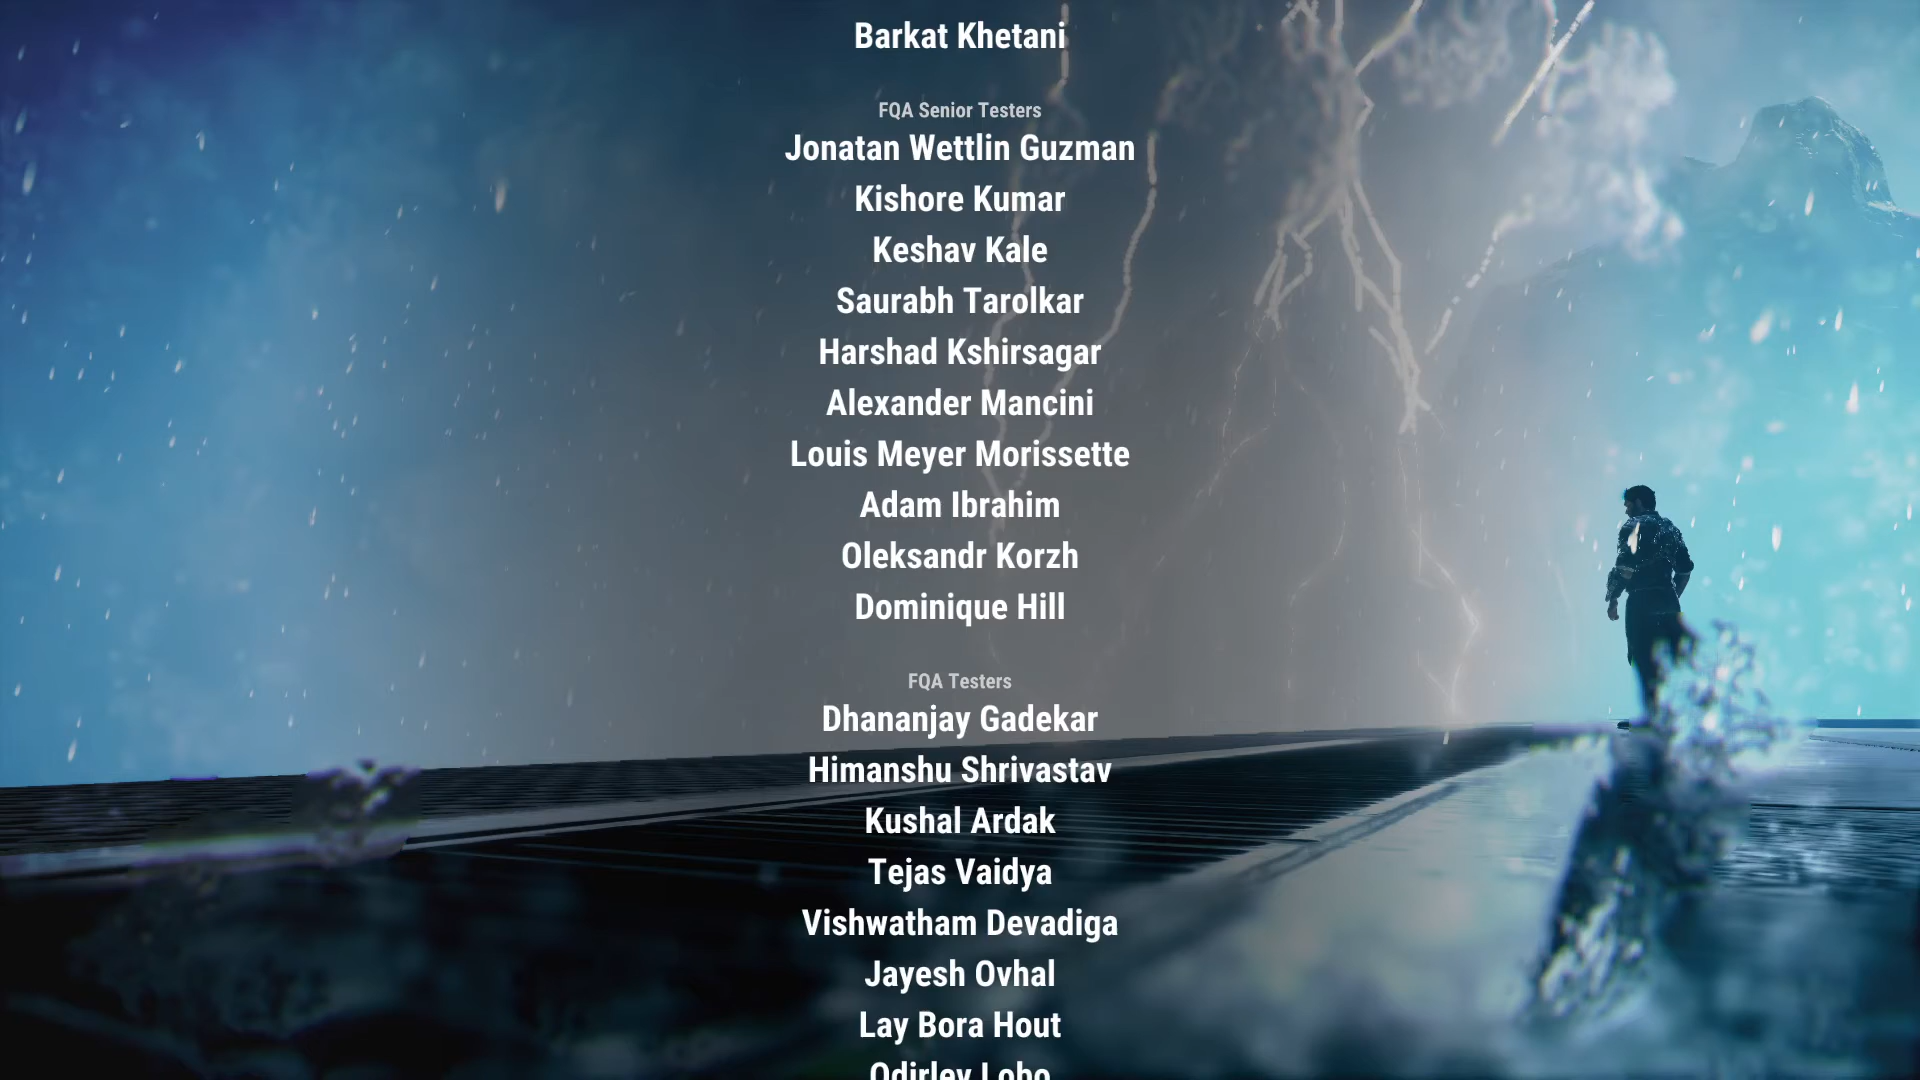 Barkat Khetani
FQA Senior Testers
Jonatan Wettlin Guzman
Kishore Kumar
Keshav Kale
Saurabh Tarolkar
Harshad Kshirsagar
Alexander Mancini
Louis Meyer Morissette
Adam Ibrahim
Oleksandr Korzh
Dominique Hill
FQA Testers
Dhananjay Gadekar
Himanshu Shrivastav
Kushal Ardak
Tejas Vaidya
Vishwatham Devadiga
Jayesh Ovhal
Lay Bora Hout
Odirley Lobo